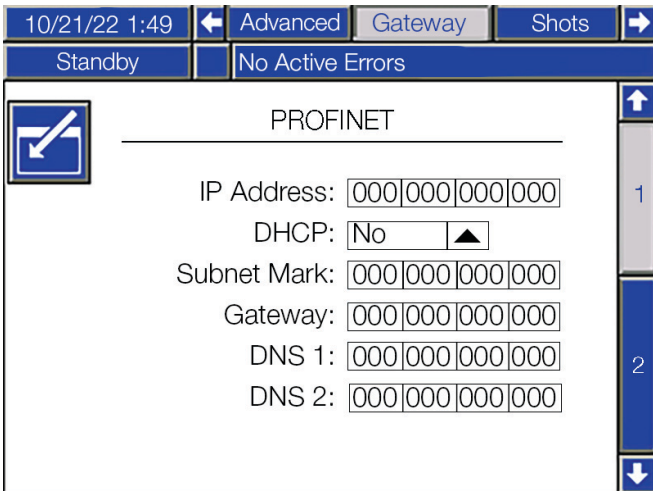 10/21/22 1:49 Advanced Gateway Shots
Standby No Active Errors
PROFINET
1
IP Address: 000 000 000 000
DHCP: No
Subnet Mark: 000 000 000 000
Gateway: 000 000 000 000
DNS 1: 000 000 000 000
2
DNS 2: 000 000 000 000